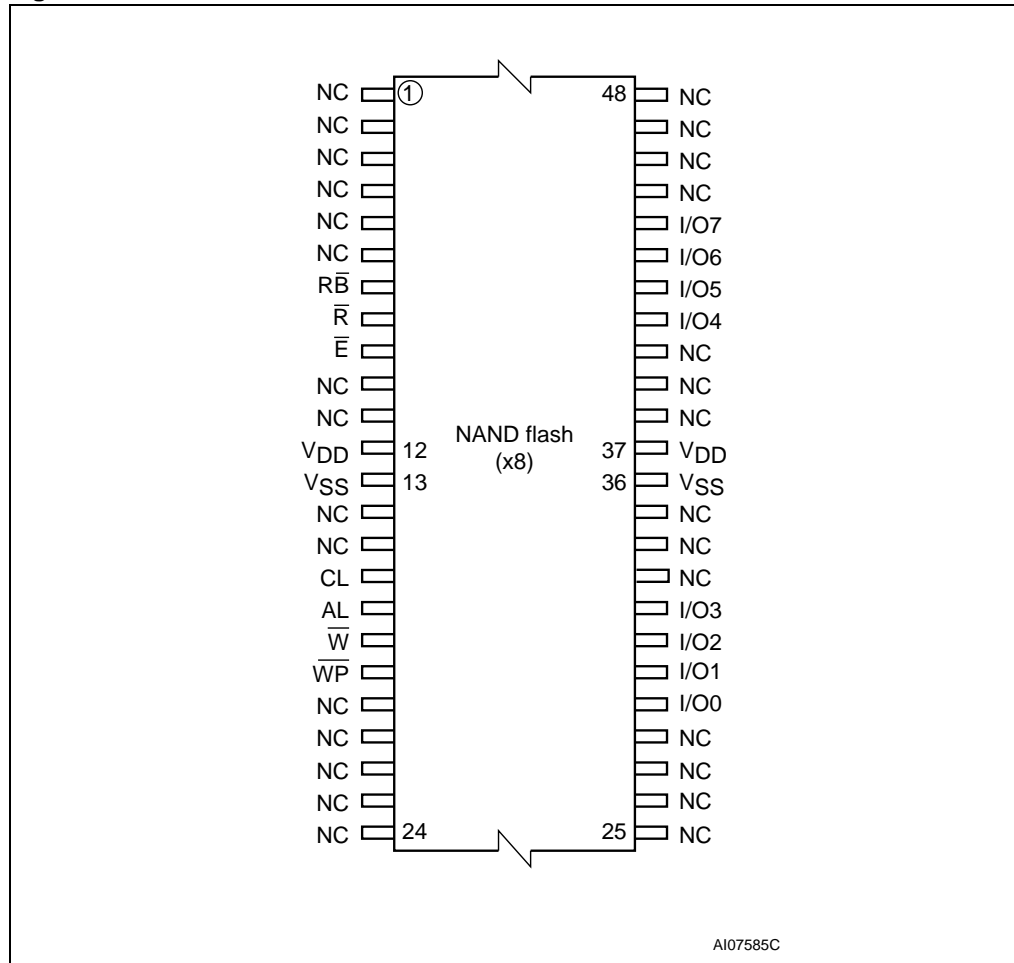 NC 1 48 NC
NC NC
NC NC
NC NC
NC I/O7
NC I/O6
RB̅ I/O5
R̅ I/O4
E̅ NC
NC NC
NC NC
NAND flash
(x8)
VDD 12 37 VDD
VSS 13 36 VSS
NC NC
NC NC
CL NC
AL I/O3
W̅ I/O2
W̅P̅ I/O1
NC I/O0
NC NC
NC NC
NC NC
NC 24 25 NC
AI07585C